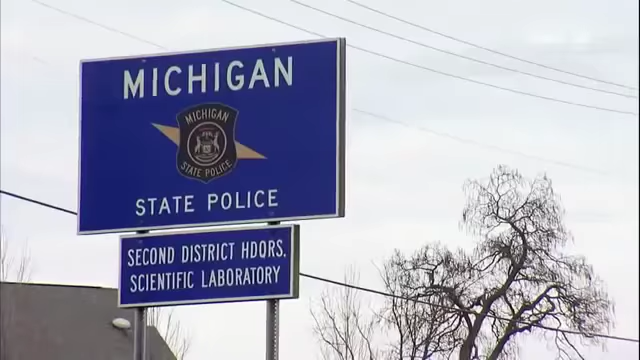 MICHIGAN
MICHIGAN
STATE POLICE
STATE POLICE
SECOND DISTRICT HDQRS.
SCIENTIFIC LABORATORY